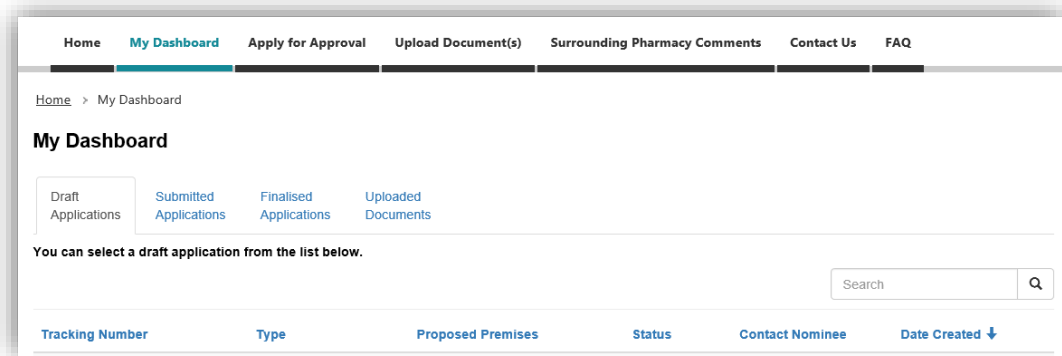 Home My Dashboard Apply for Approval Upload Document(s) Surrounding Pharmacy Comments Contact Us FAQ
Home > My Dashboard
My Dashboard
Draft Applications Submitted Applications Finalised Applications Uploaded Documents
You can select a draft application from the list below.
Search
Tracking Number Type Proposed Premises Status Contact Nominee Date Created